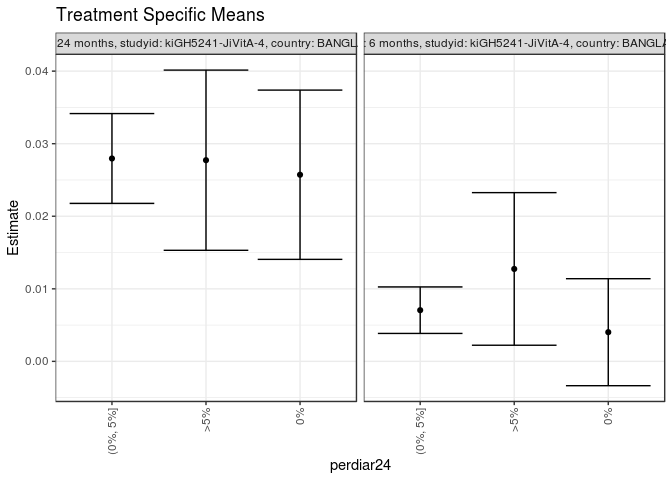 Treatment Specific Means
24 months, studyid: kiGH5241-JiVitA-4, country: BANGL
: 6 months, studyid: kiGH5241-JiVitA-4, country: BANGLA
0.04
0.03
0.02
0.01
0.00
Estimate
(0%, 5%]
>5%
0%
(0%, 5%]
>5%
0%
perdiar24